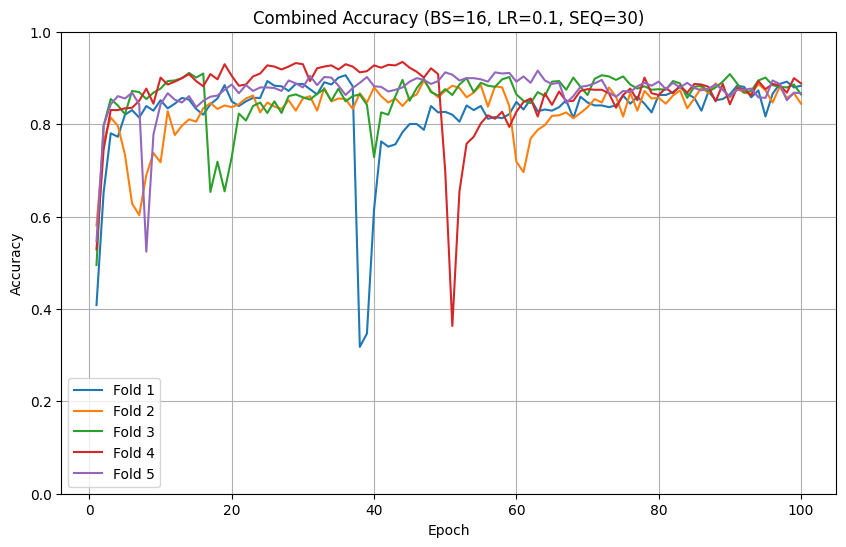 Combined Accuracy (BS=16, LR=0.1, SEQ=30)
1.0
0.8
0.6
0.4
0.2
0.0
Accuracy
Fold 1
Fold 2
Fold 3
Fold 4
Fold 5
0 20 40 60 80 100
Epoch